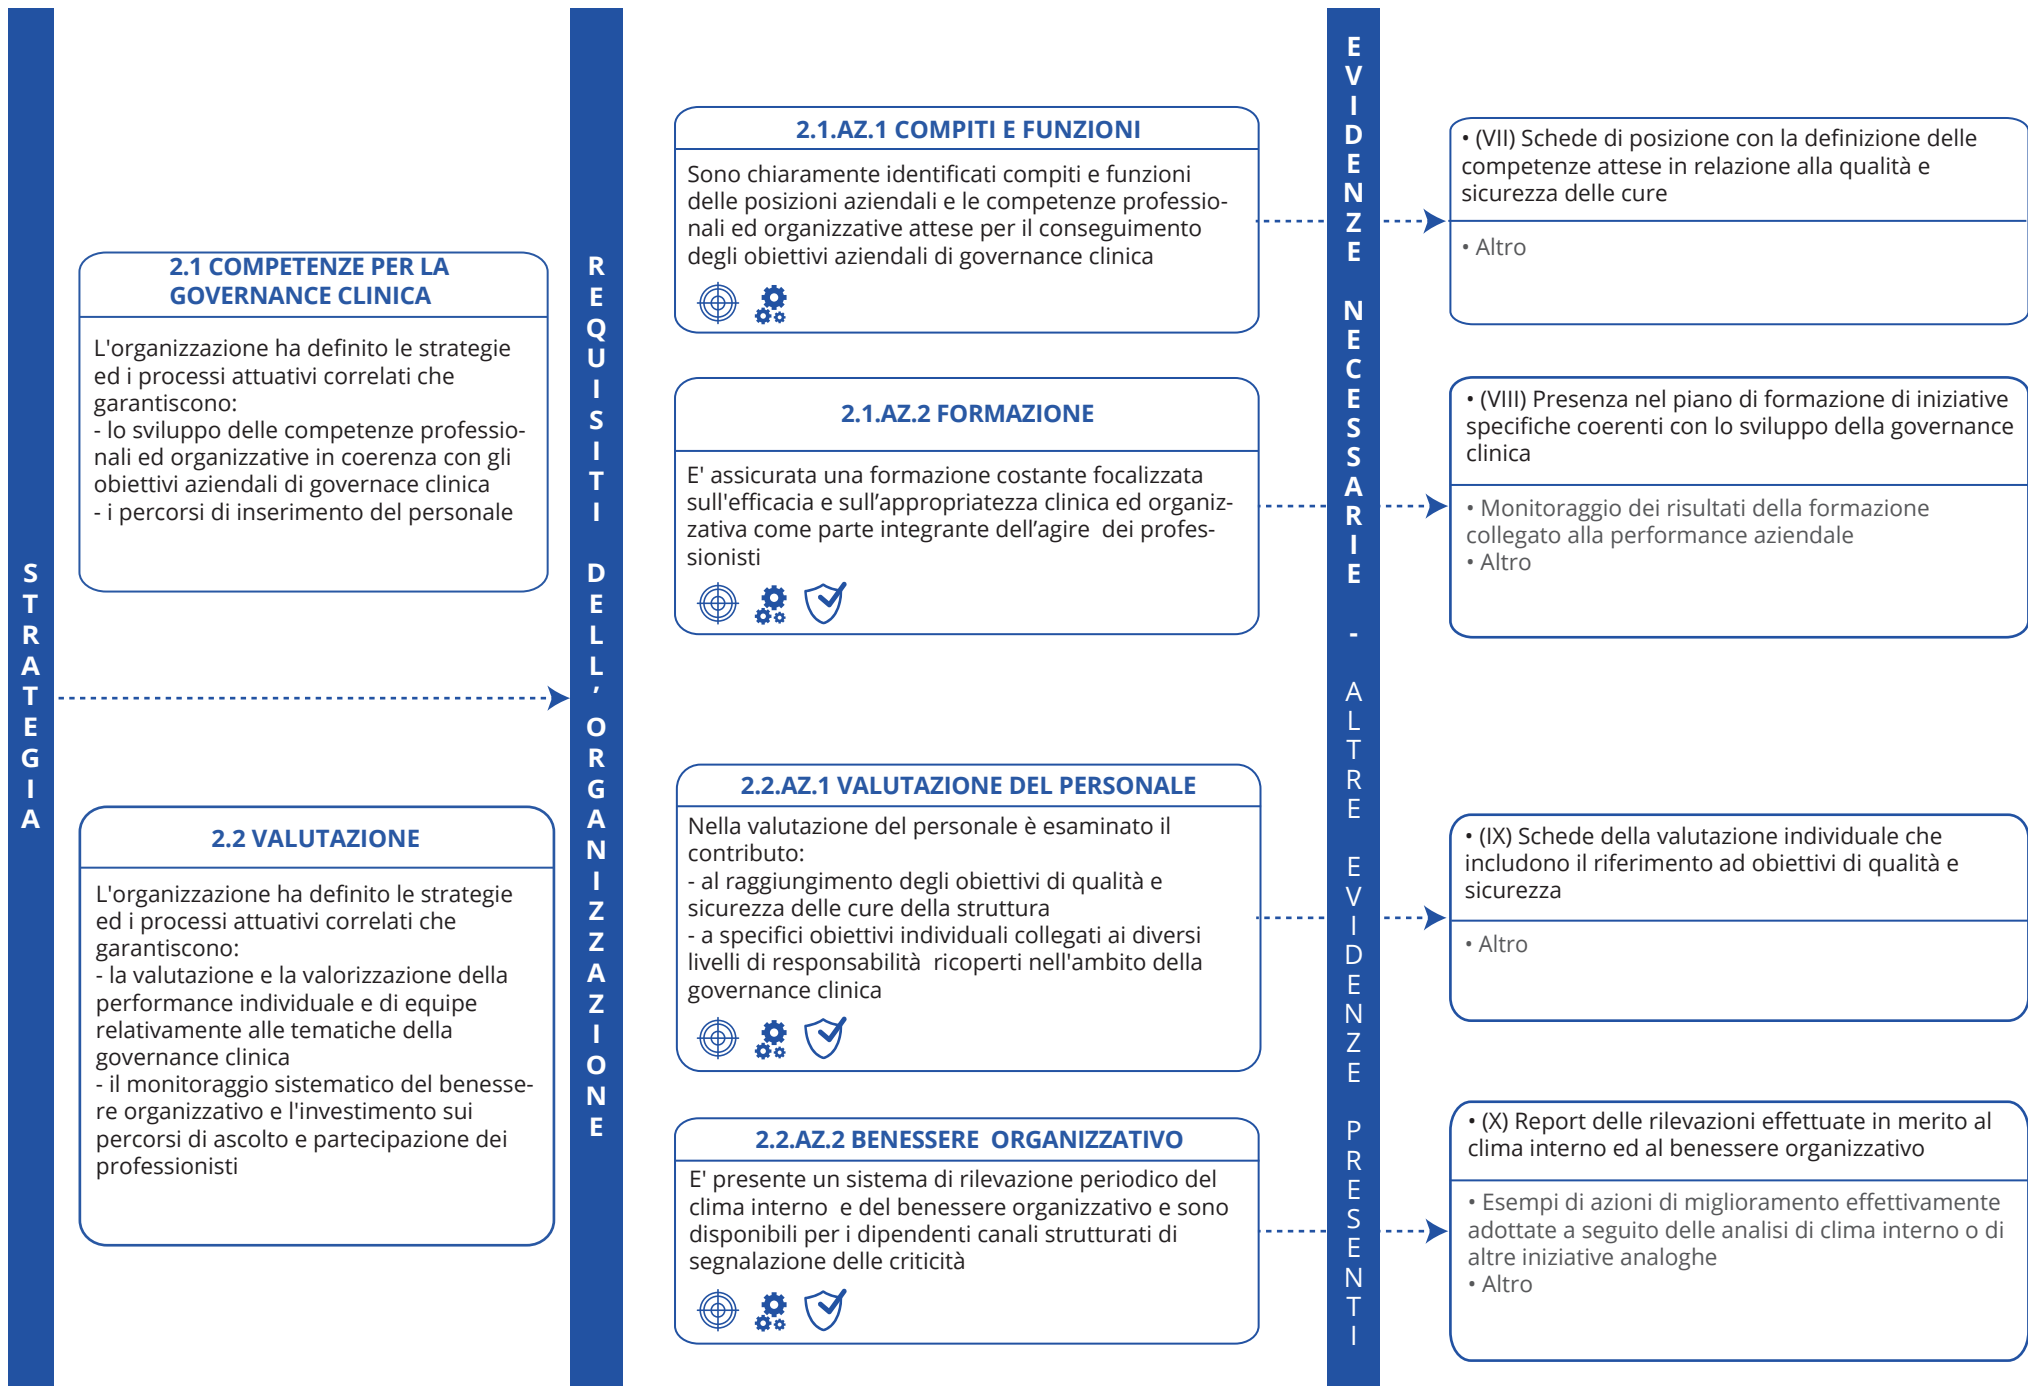 STRATEGIA
2.1 COMPETENZE PER LA
GOVERNANCE CLINICA
L'organizzazione ha definito le strategie
ed i processi attuativi correlati che
garantiscono:
- lo sviluppo delle competenze professio-
nali ed organizzative in coerenza con gli
obiettivi aziendali di governace clinica
- i percorsi di inserimento del personale
2.2 VALUTAZIONE
L'organizzazione ha definito le strategie
ed i processi attuativi correlati che
garantiscono:
- la valutazione e la valorizzazione della
performance individuale e di equipe
relativamente alle tematiche della
governance clinica
- il monitoraggio sistematico del benesse-
re organizzativo e l'investimento sui
percorsi di ascolto e partecipazione dei
professionisti
REQUISITI DELL’ORGANIZZAZIONE
2.1.AZ.1 COMPITI E FUNZIONI
Sono chiaramente identificati compiti e funzioni
delle posizioni aziendali e le competenze professio-
nali ed organizzative attese per il conseguimento
degli obiettivi aziendali di governance clinica
2.1.AZ.2 FORMAZIONE
E' assicurata una formazione costante focalizzata
sull'efficacia e sull’appropriatezza clinica ed organiz-
zativa come parte integrante dell’agire  dei profes-
sionisti
2.2.AZ.1 VALUTAZIONE DEL PERSONALE
Nella valutazione del personale è esaminato il
contributo:
- al raggiungimento degli obiettivi di qualità e
sicurezza delle cure della struttura
- a specifici obiettivi individuali collegati ai diversi
livelli di responsabilità  ricoperti nell'ambito della
governance clinica
2.2.AZ.2 BENESSERE  ORGANIZZATIVO
E' presente un sistema di rilevazione periodico del
clima interno  e del benessere organizzativo e sono
disponibili per i dipendenti canali strutturati di
segnalazione delle criticità
EVIDENZE NECESSARIE - ALTRE EVIDENZE PRESENTI
• (VII) Schede di posizione con la definizione delle
competenze attese in relazione alla qualità e
sicurezza delle cure
• Altro
• (VIII) Presenza nel piano di formazione di iniziative
specifiche coerenti con lo sviluppo della governance
clinica
• Monitoraggio dei risultati della formazione
collegato alla performance aziendale
• Altro
• (IX) Schede della valutazione individuale che
includono il riferimento ad obiettivi di qualità e
sicurezza
• Altro
• (X) Report delle rilevazioni effettuate in merito al
clima interno ed al benessere organizzativo
• Esempi di azioni di miglioramento effettivamente
adottate a seguito delle analisi di clima interno o di
altre iniziative analoghe
• Altro